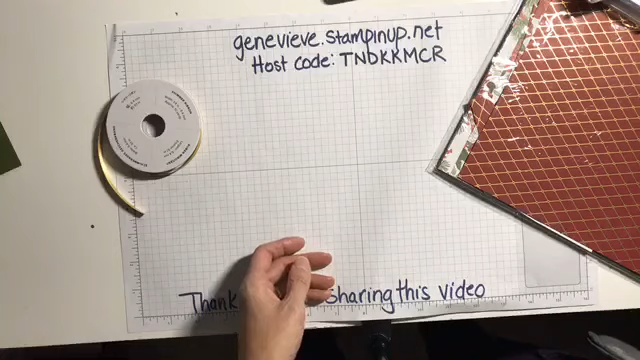 genevieve.stampinup.net
Host code: TNDKKMCR
Thank sharing this video